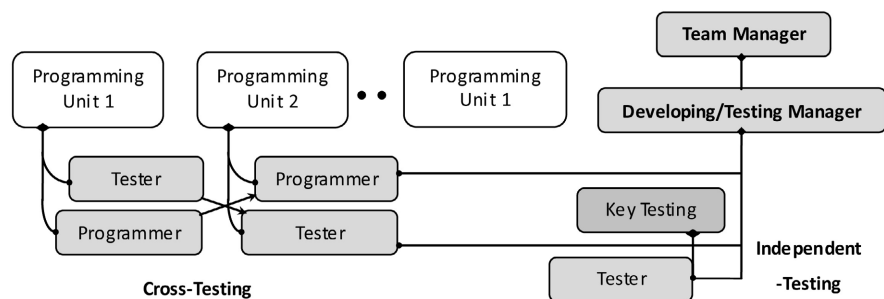 Team Manager
Programming
Unit 1
Programming
Unit 2
Programming
Unit 1
Developing/Testing Manager
Tester
Programmer
Programmer
Tester
Key Testing
Independent
-Testing
Tester
Cross-Testing